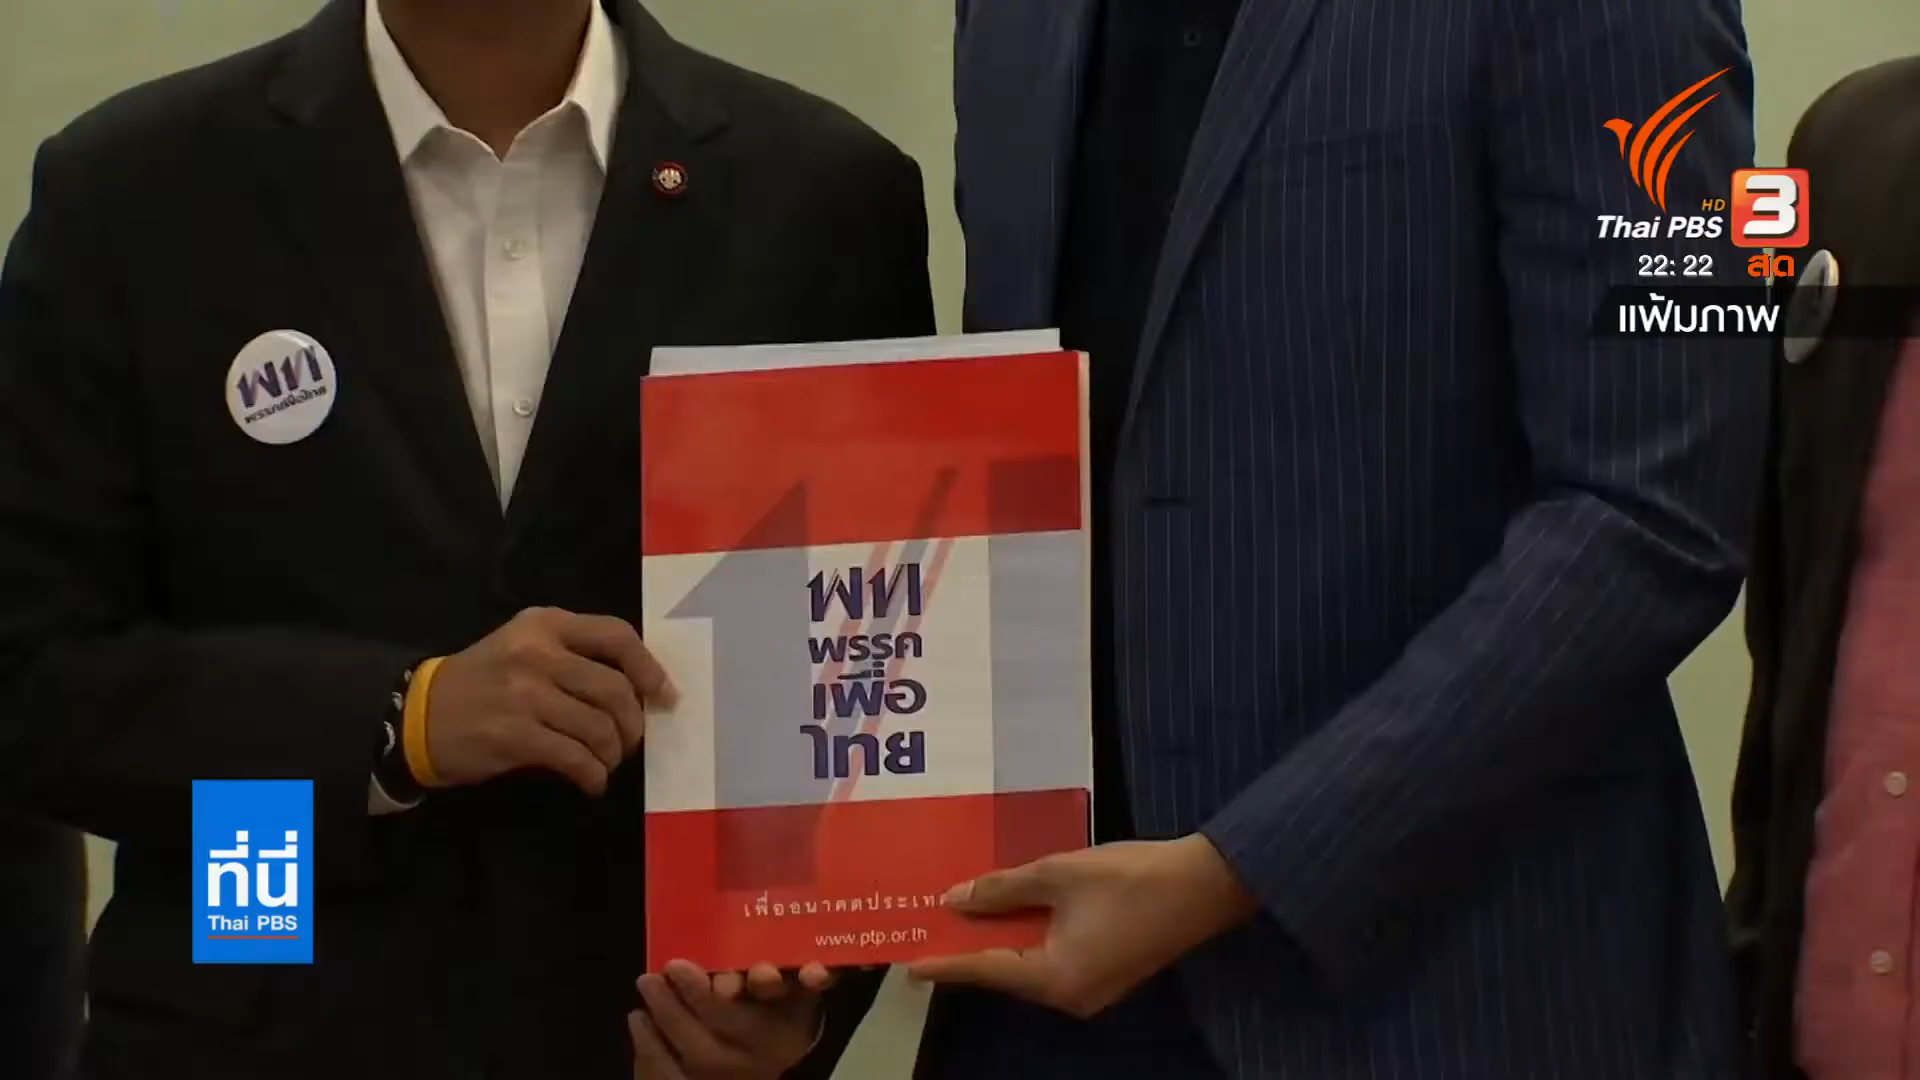 HD
Thai PBS 3
22: 22 สด
แฟ้มภาพ
พท
พรรคเพื่อไทย
พท
พรรค
เพื่อ
ไทย
เพื่ออนาคตประเทศ
www.ptp.or.th
ที่นี่
Thai PBS